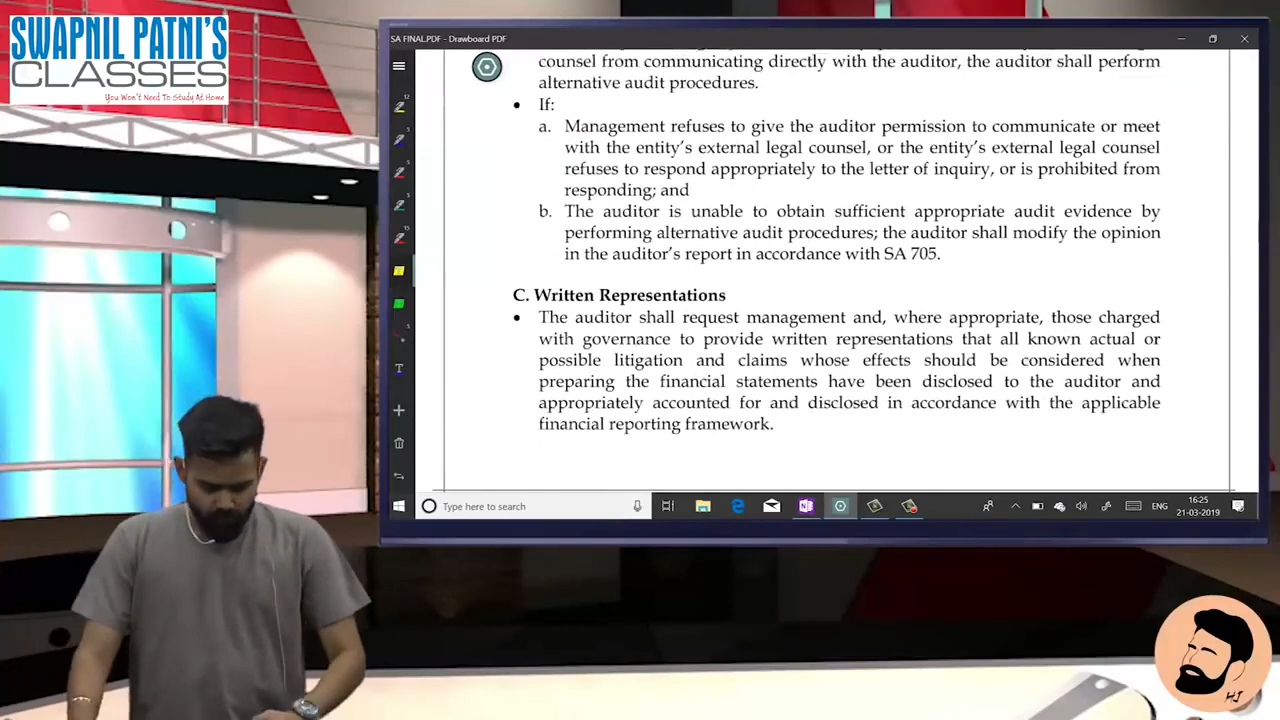 SWAPNIL PATNI'S
CLASSES
You Won't Need To Study At Home
SA FINAL.PDF - Drawboard PDF
counsel from communicating directly with the auditor, the auditor shall perform
alternative audit procedures.
• If:
a. Management refuses to give the auditor permission to communicate or meet
with the entity's external legal counsel, or the entity's external legal counsel
refuses to respond appropriately to the letter of inquiry, or is prohibited from
responding; and
b. The auditor is unable to obtain sufficient appropriate audit evidence by
performing alternative audit procedures; the auditor shall modify the opinion
in the auditor's report in accordance with SA 705.
C. Written Representations
• The auditor shall request management and, where appropriate, those charged
with governance to provide written representations that all known actual or
possible litigation and claims whose effects should be considered when
preparing the financial statements have been disclosed to the auditor and
appropriately accounted for and disclosed in accordance with the applicable
financial reporting framework.
Type here to search
ENG
16-25
21-03-2019
HJ